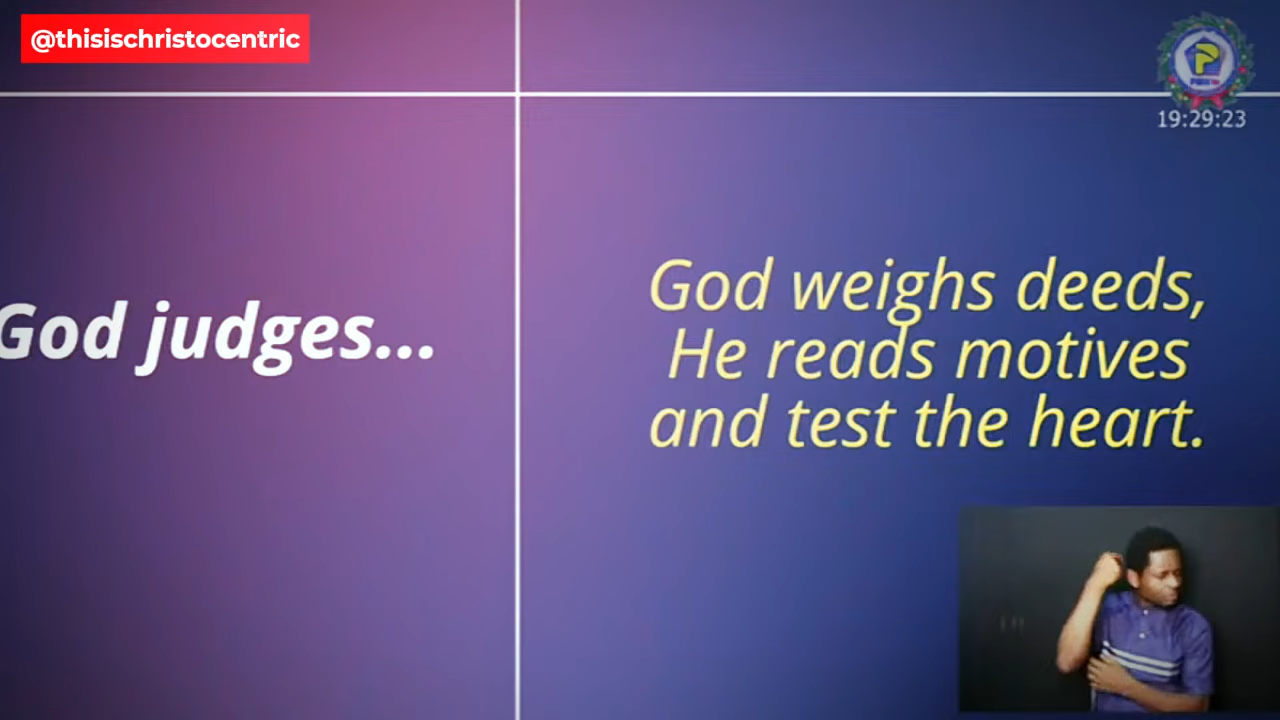 @thisischristocentric
19:29:23
God judges...
God weighs deeds,
He reads motives
and test the heart.